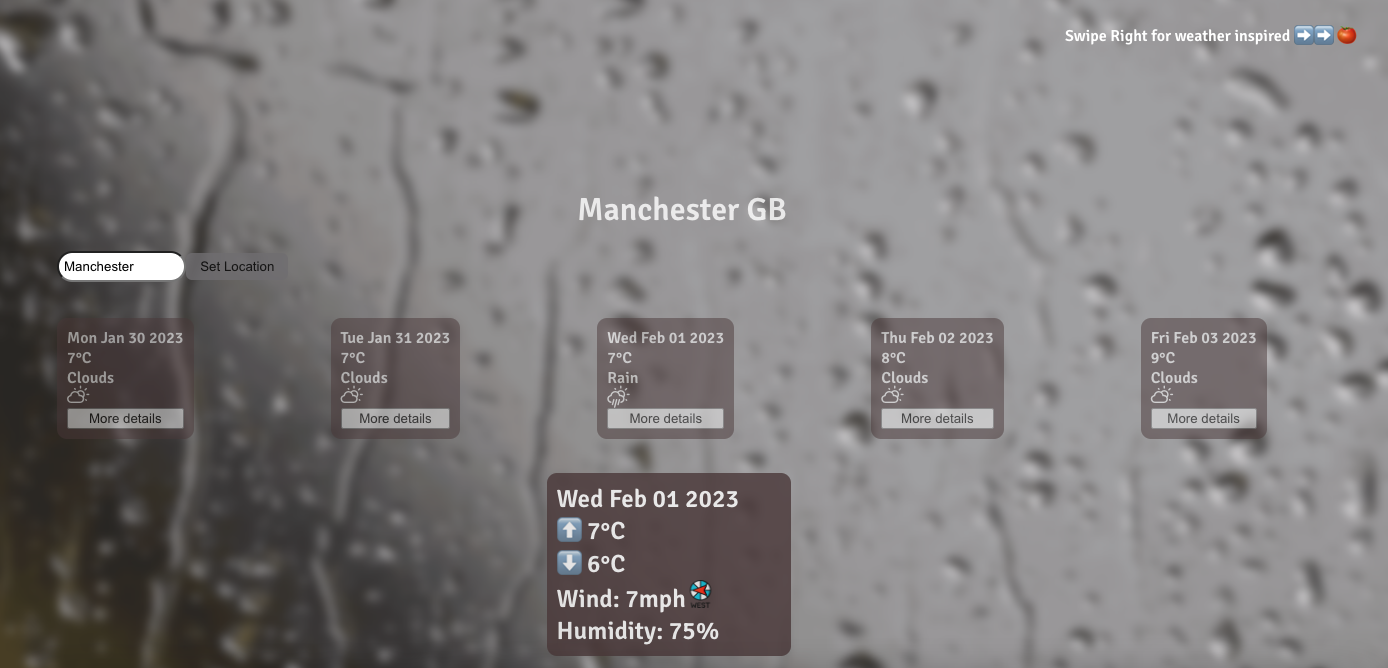 Swipe Right for weather inspired ➡️➡️🍅
Manchester GB
Manchester
Set Location
Mon Jan 30 2023
7°C
Clouds
More details
Tue Jan 31 2023
7°C
Clouds
More details
Wed Feb 01 2023
7°C
Rain
More details
Thu Feb 02 2023
8°C
Clouds
More details
Fri Feb 03 2023
9°C
Clouds
More details
Wed Feb 01 2023
⬆️ 7°C
⬇️ 6°C
Wind: 7mph WEST
Humidity: 75%